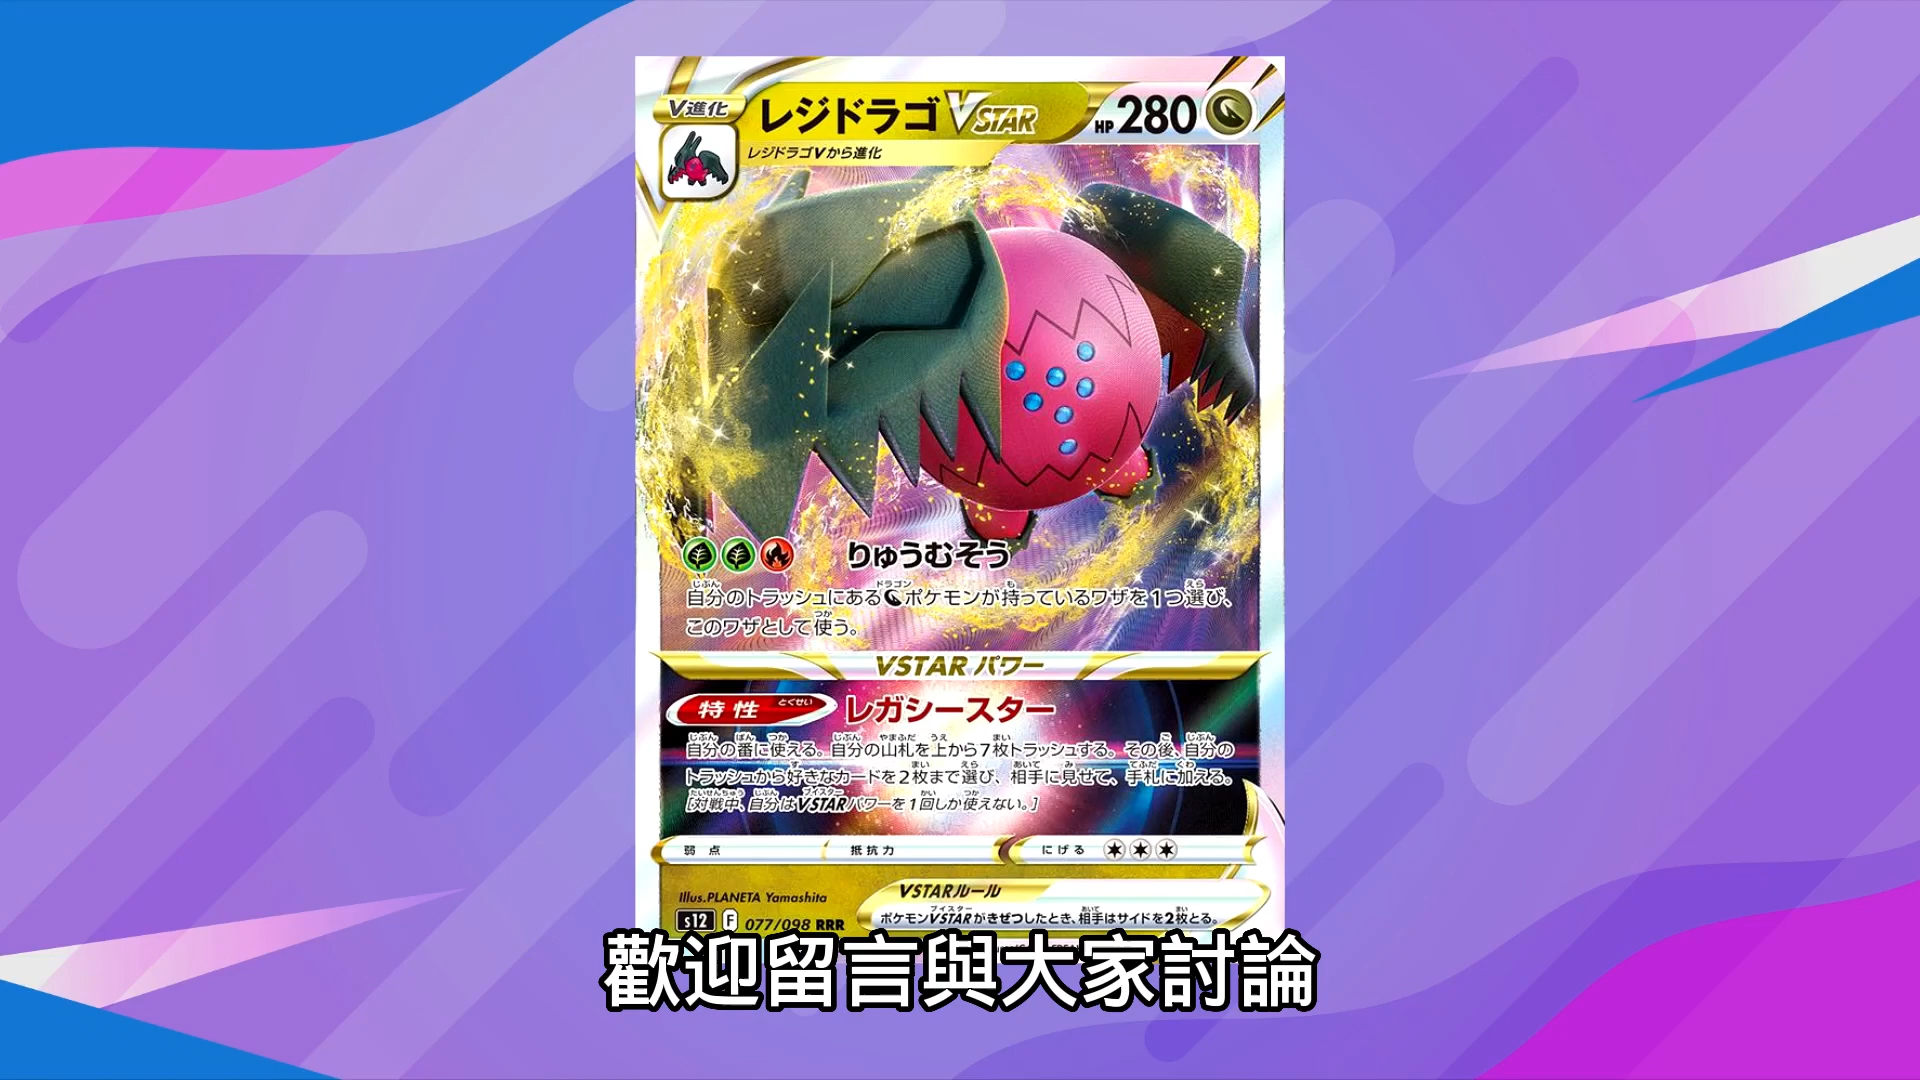 V進化
レジドラゴVSTAR
HP 280
レジドラゴVから進化
りゅうむそう
自分のトラッシュにあるポケモンが持っているワザを1つ選び、
このワザとして使う。
VSTARパワー
特性 レガシースター
自分の番に使える。自分の山札を上から7枚トラッシュする。その後、自分の
トラッシュから好きなカードを2枚まで選び、相手に見せて、手札に加える。
[対戦中、自分はVSTARパワーを1回しか使えない。]
弱点 抵抗力 にげる
Illus.PLANETA Yamashita
VSTARルール
ポケモンVSTARがきぜつしたとき、相手はサイドを2枚とる。
s12 F 077/098 RRR
歡迎留言與大家討論